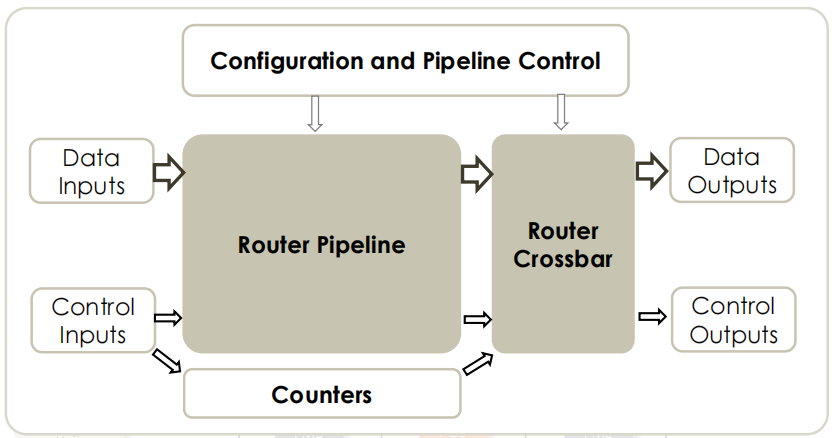 Configuration and Pipeline Control
Data
Inputs
Router Pipeline
Router
Crossbar
Data
Outputs
Control
Inputs
Control
Outputs
Counters